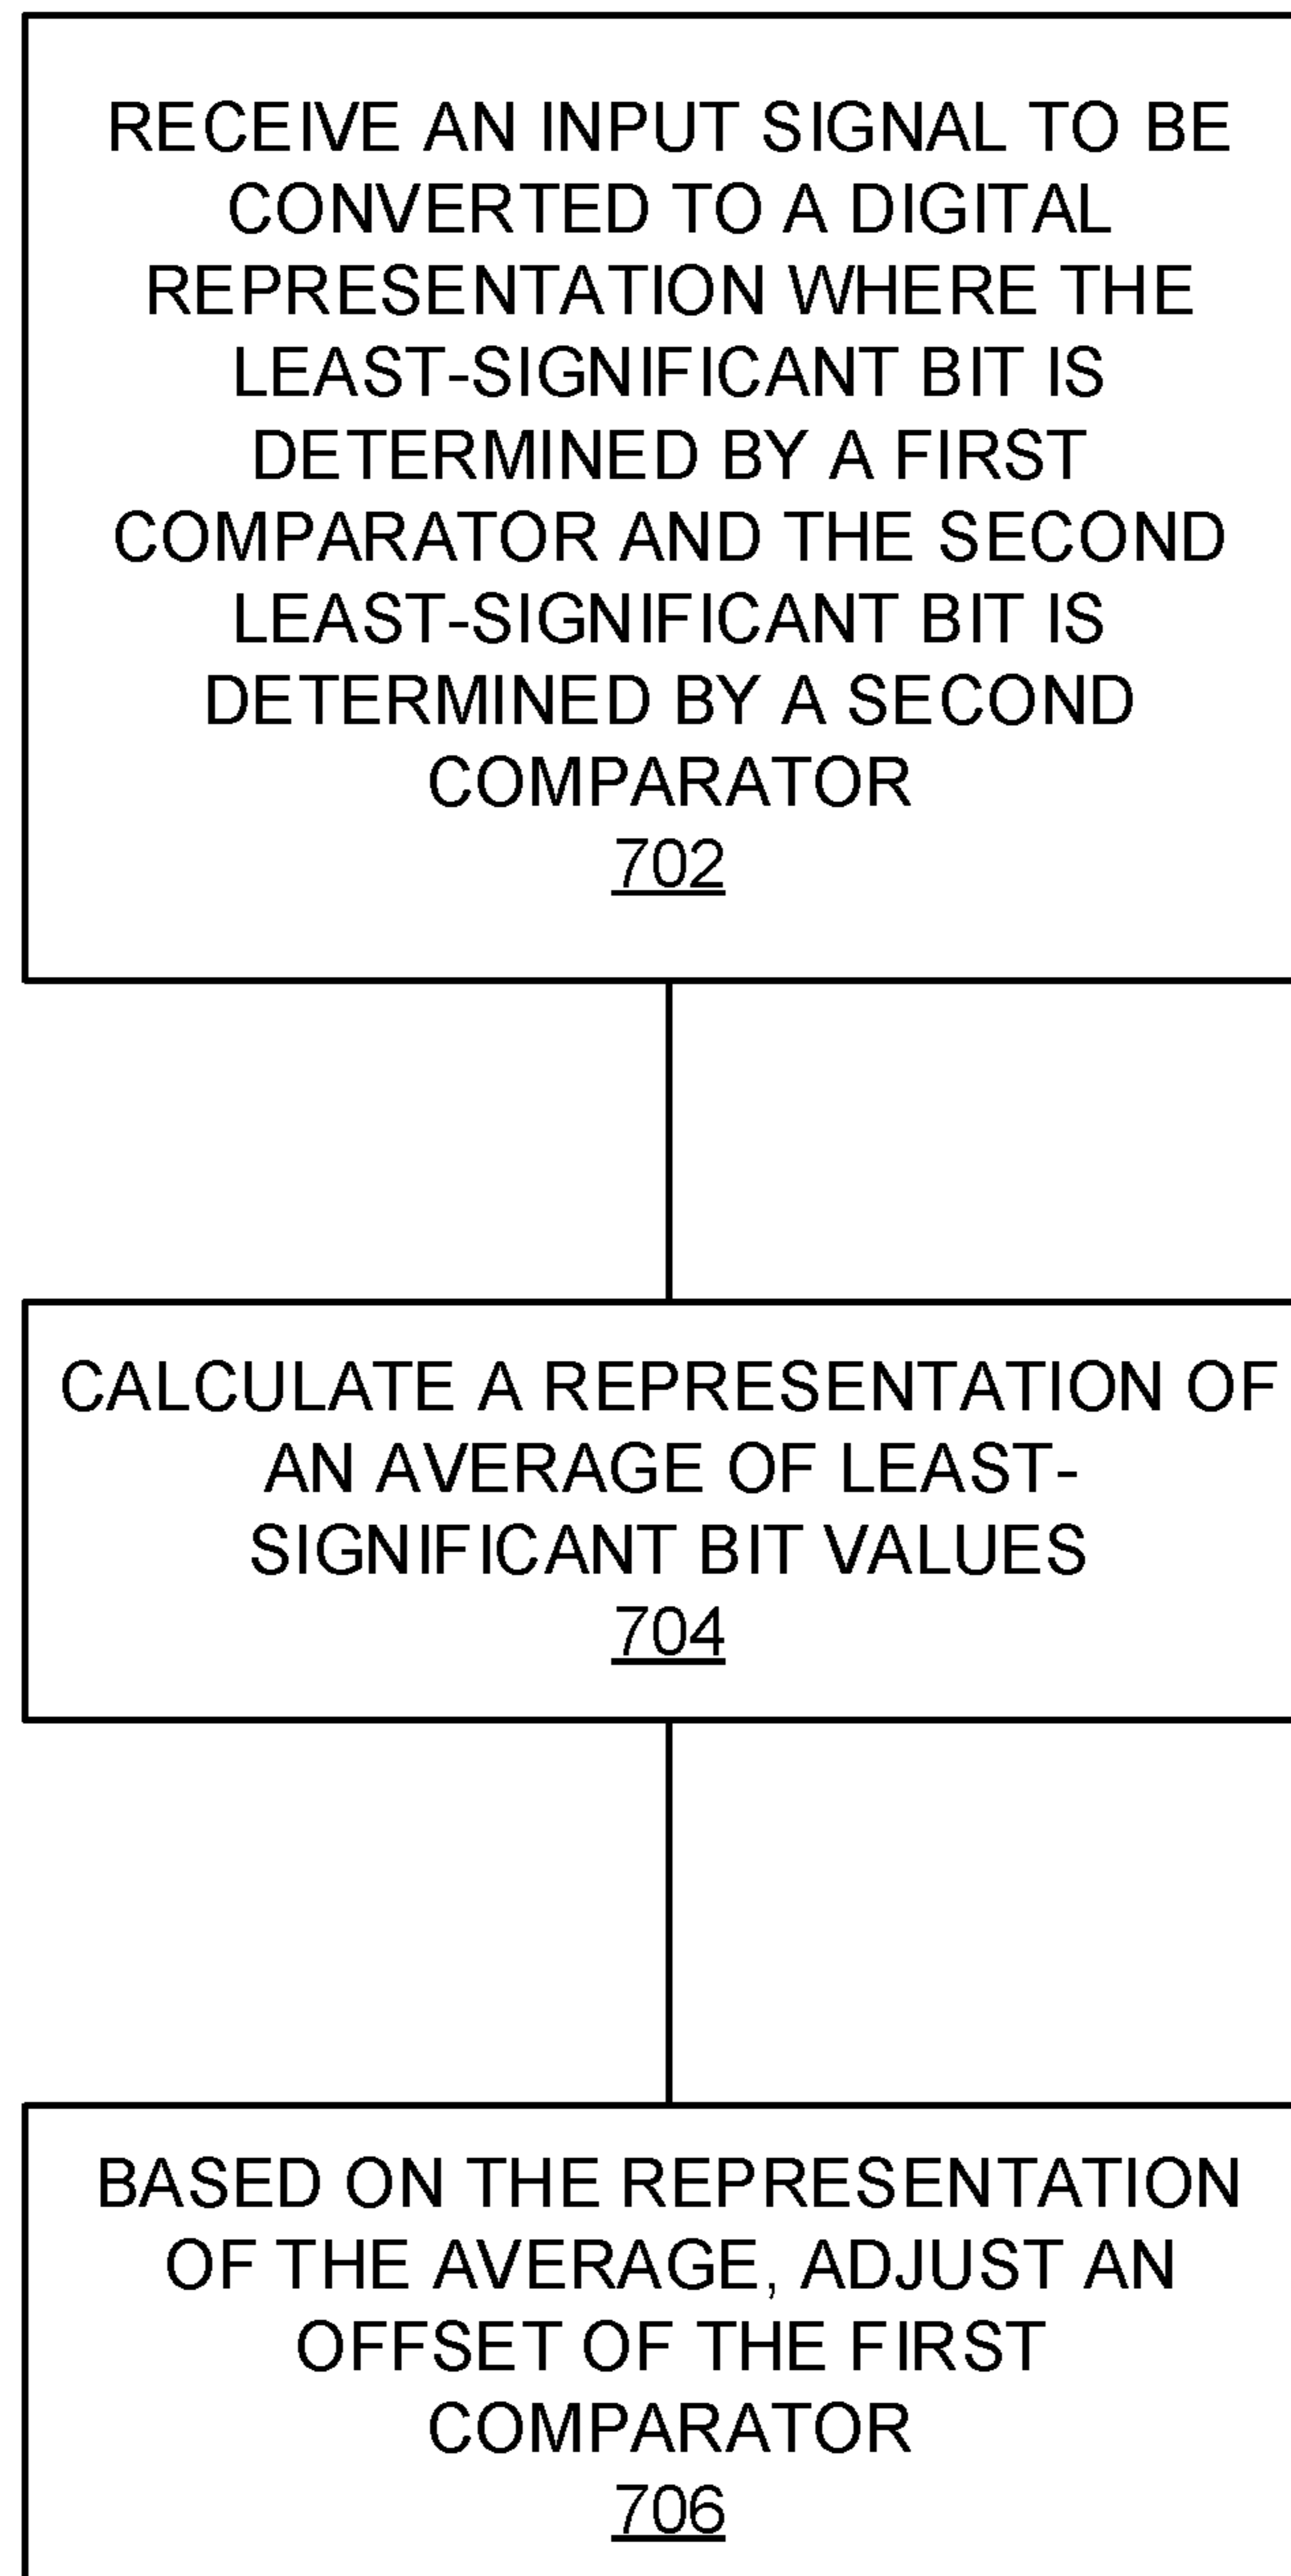 RECEIVE AN INPUT SIGNAL TO BE
CONVERTED TO A DIGITAL
REPRESENTATION WHERE THE
LEAST-SIGNIFICANT BIT IS
DETERMINED BY A FIRST
COMPARATOR AND THE SECOND
LEAST-SIGNIFICANT BIT IS
DETERMINED BY A SECOND
COMPARATOR
702
CALCULATE A REPRESENTATION OF
AN AVERAGE OF LEAST-
SIGNIFICANT BIT VALUES
704
BASED ON THE REPRESENTATION
OF THE AVERAGE, ADJUST AN
OFFSET OF THE FIRST
COMPARATOR
706